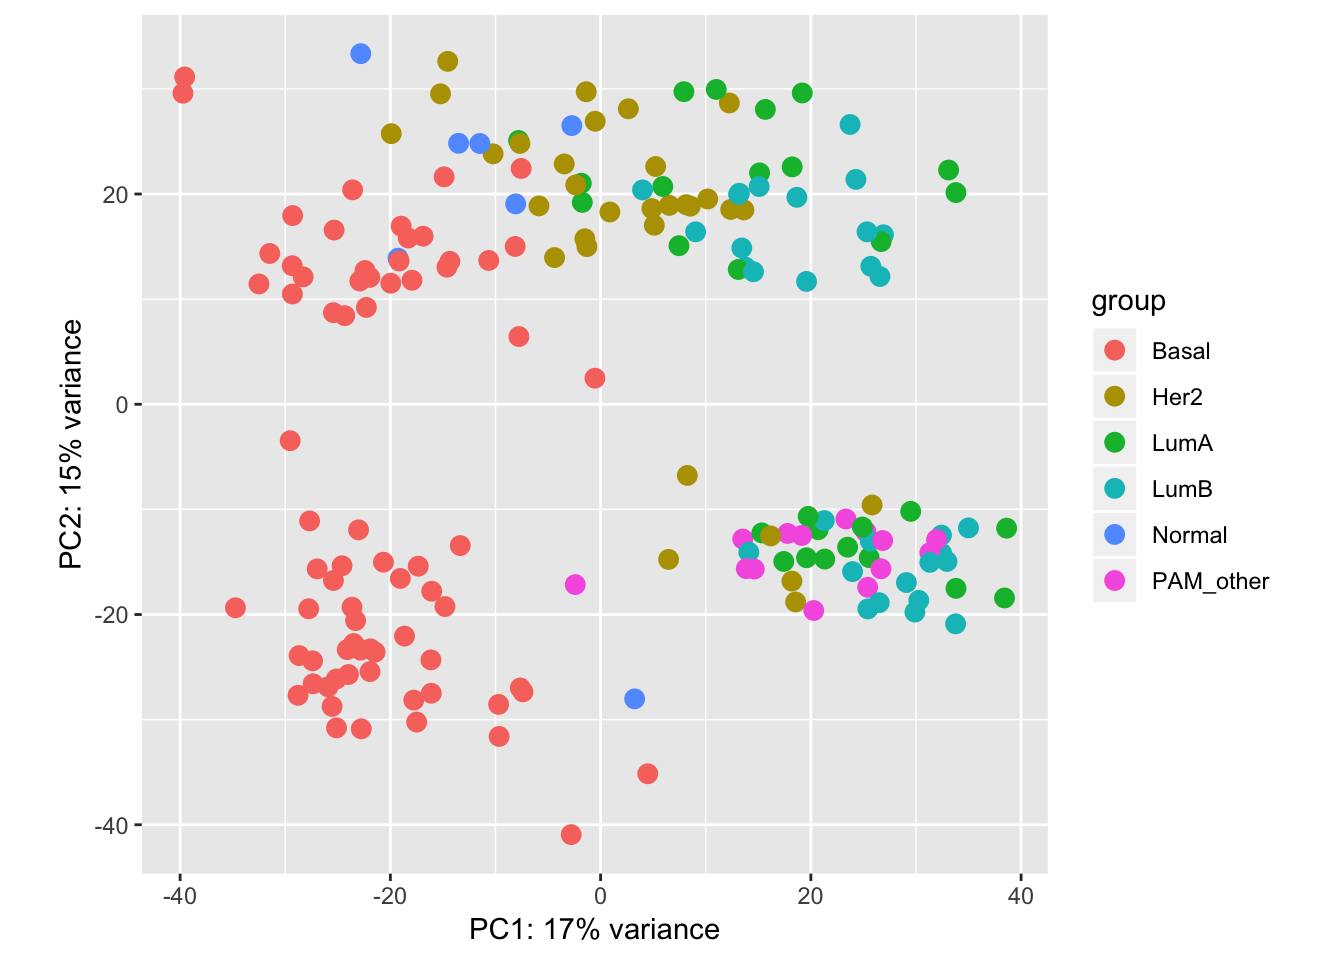 20
0
-20
-40
-40
-20
0
20
40
PC1: 17% variance
PC2: 15% variance
group
Basal
Her2
LumA
LumB
Normal
PAM_other